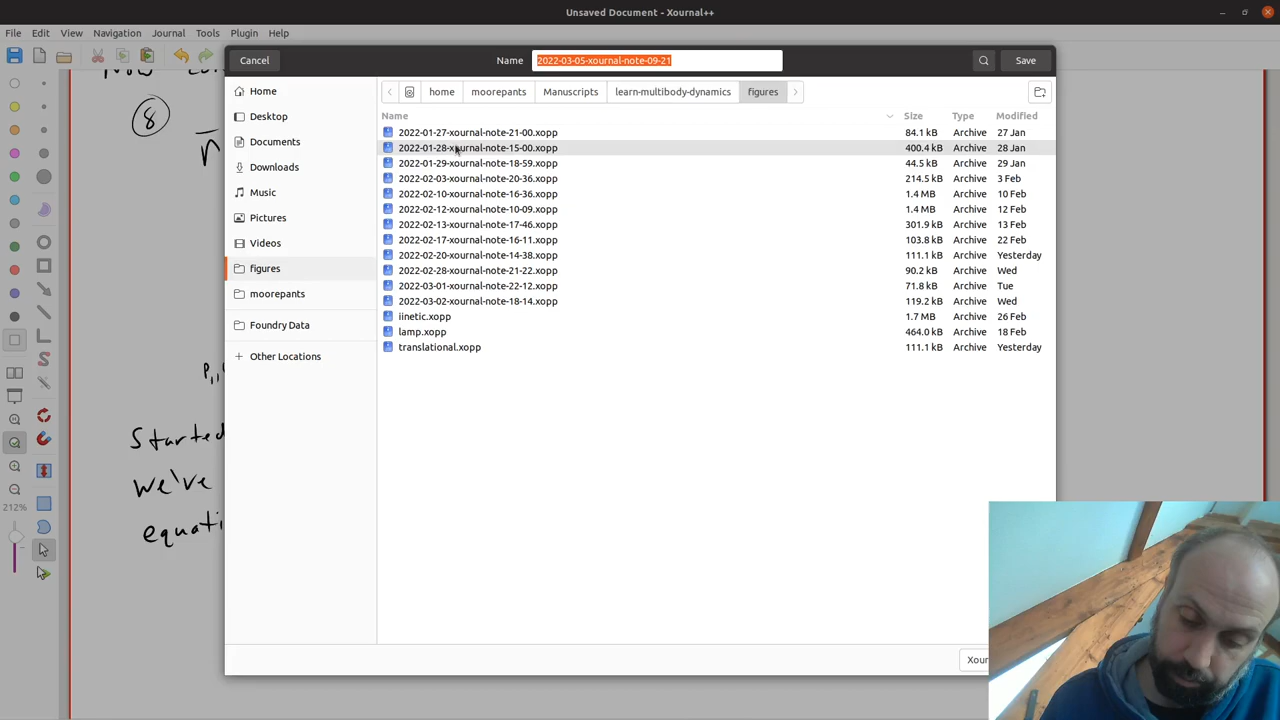 Unsaved Document - Xournal++
File Edit View Navigation Journal Tools Plugin Help
Cancel Name 2022-03-05-xournal-note-09-21 Save
home moorepants Manuscripts learn-multibody-dynamics figures
Name Size Type Modified
2022-01-27-xournal-note-21-00.xopp 84.1 kB Archive 27 Jan
2022-01-28-xournal-note-15-00.xopp 400.4 kB Archive 28 Jan
2022-01-29-xournal-note-18-59.xopp 44.5 kB Archive 29 Jan
2022-02-03-xournal-note-20-36.xopp 214.5 kB Archive 3 Feb
2022-02-10-xournal-note-16-36.xopp 1.4 MB Archive 10 Feb
2022-02-12-xournal-note-10-09.xopp 1.4 MB Archive 12 Feb
2022-02-13-xournal-note-17-46.xopp 301.9 kB Archive 13 Feb
2022-02-17-xournal-note-16-11.xopp 103.8 kB Archive 22 Feb
2022-02-20-xournal-note-14-38.xopp 111.1 kB Archive Yesterday
2022-02-28-xournal-note-21-22.xopp 90.2 kB Archive Wed
2022-03-01-xournal-note-22-12.xopp 71.8 kB Archive Tue
2022-03-02-xournal-note-18-14.xopp 119.2 kB Archive Wed
iinetic.xopp 1.7 MB Archive 26 Feb
lamp.xopp 464.0 kB Archive 18 Feb
translational.xopp 111.1 kB Archive Yesterday
Home
Desktop
Documents
Downloads
Music
Pictures
Videos
figures
moorepants
Foundry Data
Other Locations
Xour
212%
8
n
Started
we've
equati